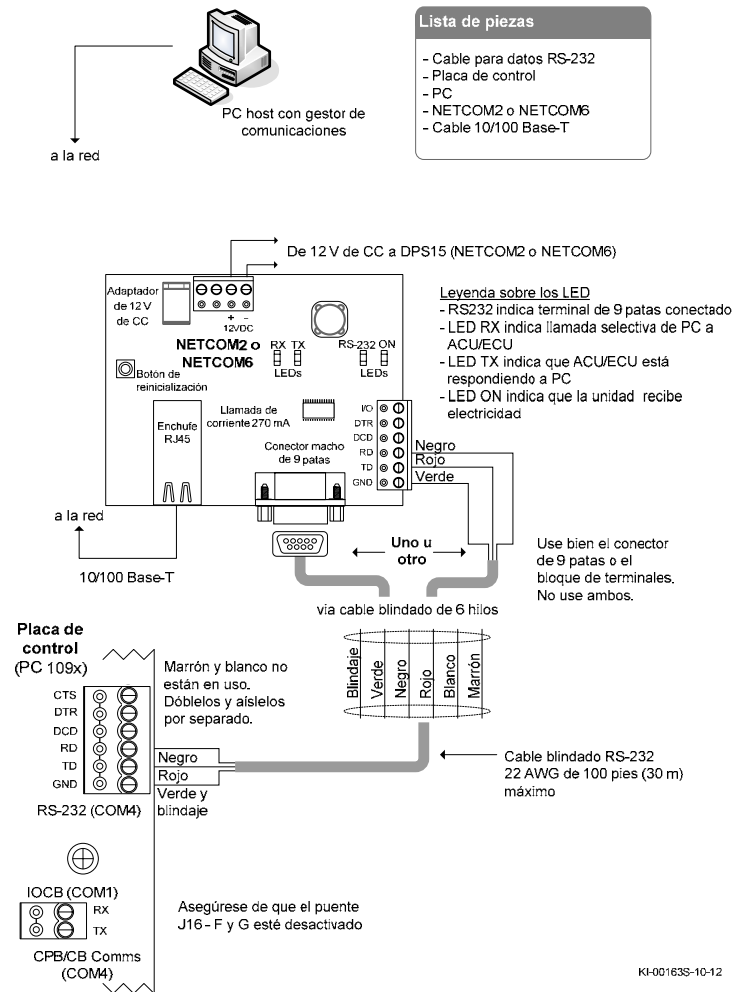 Lista de piezas
- Cable para datos RS-232
- Placa de control
- PC
- NETCOM2 o NETCOM6
- Cable 10/100 Base-T
PC host con gestor de
comunicaciones
a la red
De 12 V de CC a DPS15 (NETCOM2 o NETCOM6)
Adaptador
de 12 V
de CC
+ -
12VDC
NETCOM2 o
NETCOM6
RX TX
LEDs
RS-232 ON
LEDs
Botón de
reinicialización
Leyenda sobre los LED
- RS232 indica terminal de 9 patas conectado
- LED RX indica llamada selectiva de PC a
ACU/ECU
- LED TX indica que ACU/ECU está
respondiendo a PC
- LED ON indica que la unidad recibe
electricidad
Enchufe
RJ45
Llamada de
corriente 270 mA
Conector macho
de 9 patas
I/O
DTR
DCD
RD
TD
GND
Negro
Rojo
Verde
a la red
10/100 Base-T
Uno u
otro
Use bien el conector
de 9 patas o el
bloque de terminales.
No use ambos.
via cable blindado de 6 hilos
Blindaje
Verde
Negro
Rojo
Blanco
Marrón
Placa de
control
(PC 109x)
Marrón y blanco no
están en uso.
Dóblelos y aíslelos
por separado.
CTS
DTR
DCD
RD
TD
GND
Negro
Rojo
Verde y
blindaje
RS-232 (COM4)
Cable blindado RS-232
22 AWG de 100 pies (30 m)
máximo
IOCB (COM1)
RX
TX
CPB/CB Comms
(COM4)
Asegúrese de que el puente
J16 - F y G esté desactivado
KI-00163S-10-12